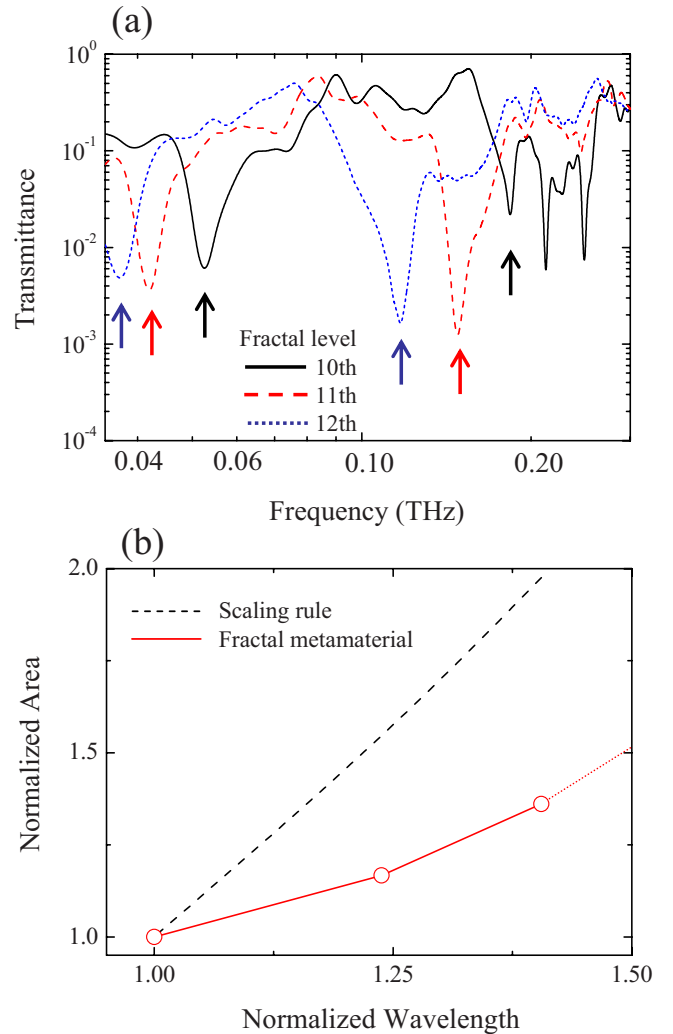 (a)
Transmittance
10^0
10^-1
10^-2
10^-3
10^-4
Fractal level
10th
11th
12th
0.04 0.06 0.10 0.20
Frequency (THz)
(b)
Normalized Area
2.0
1.5
1.0
Scaling rule
Fractal metamaterial
1.00 1.25 1.50
Normalized Wavelength